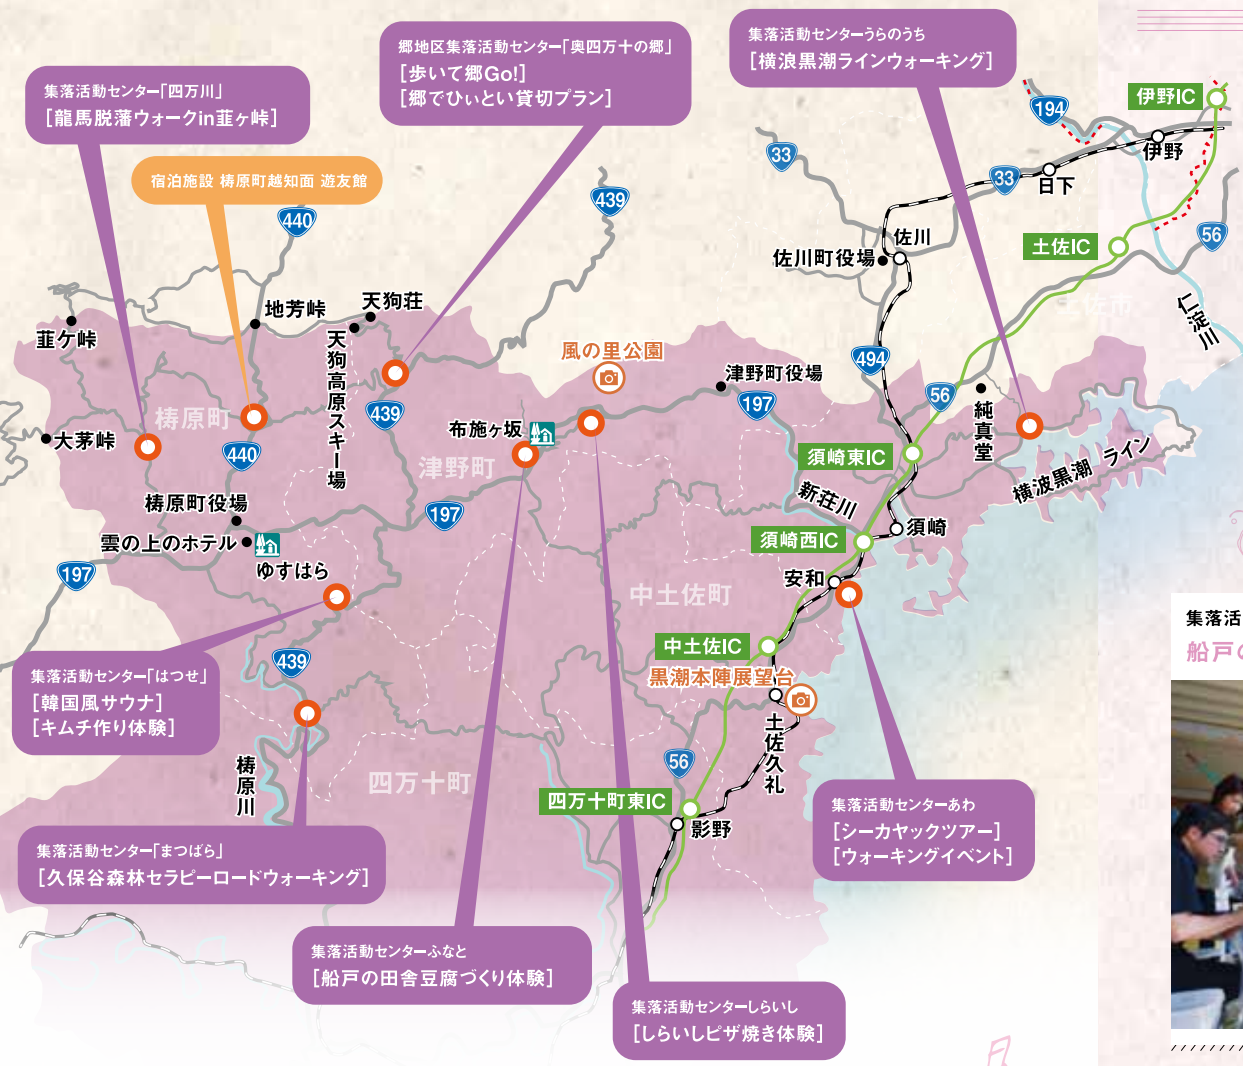 集落活動センター「四万川」
[龍馬脱藩ウォークin韮ヶ峠]
郷地区集落活動センター「奥四万十の郷」
[歩いて郷Go!]
[郷でひぃとい貸切プラン]
集落活動センターうらのうち
[横浪黒潮ラインウォーキング]
宿泊施設 梼原町越知面 遊友館
194
伊野IC
伊野
33
33
日下
439
440
佐川
佐川町役場
土佐IC
56
仁淀川
土佐市
天狗荘
地芳峠
韮ケ峠
天狗高原スキー場
風の里公園
494
津野町役場
56
197
純真堂
梼原町
439
布施ヶ坂
大茅峠
440
津野町
須崎東IC
横波黒潮 ライン
新荘川
梼原町役場
197
須崎
雲の上のホテル
須崎西IC
ゆすはら
197
安和
中土佐町
中土佐IC
439
黒潮本陣展望台
集落活動センター「はつせ」
[韓国風サウナ]
[キムチ作り体験]
土佐久礼
56
梼原川
四万十町
四万十町東IC
影野
集落活動センターあわ
[シーカヤックツアー]
[ウォーキングイベント]
集落活動センター「まつばら」
[久保谷森林セラピーロードウォーキング]
集落活動センターふなと
[船戸の田舎豆腐づくり体験]
集落活動センターしらいし
[しらいしピザ焼き体験]
集落活
船戸の